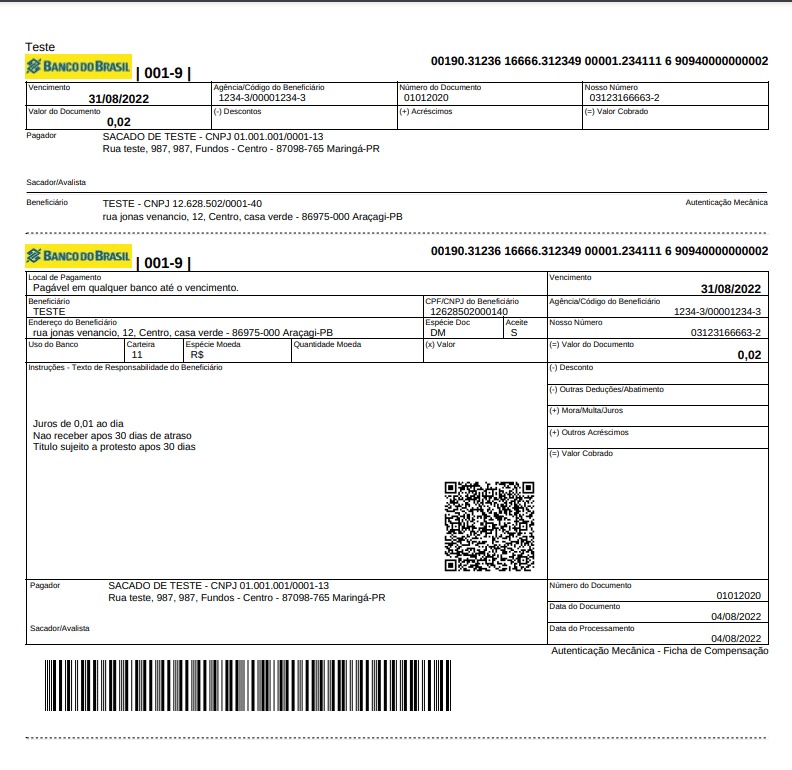 Teste
BANCO DO BRASIL | 001-9 | 00190.31236 16666.312349 00001.234111 6 90940000000002
Vencimento Agência/Código do Beneficiário Número do Documento Nosso Número
31/08/2022 1234-3/00001234-3 01012020 03123166663-2
Valor do Documento (-) Descontos (+) Acréscimos (=) Valor Cobrado
0,02
Pagador SACADO DE TESTE - CNPJ 01.001.001/0001-13
Rua teste, 987, 987, Fundos - Centro - 87098-765 Maringá-PR
Sacador/Avalista
Beneficiário TESTE - CNPJ 12.628.502/0001-40 Autenticação Mecânica
rua jonas venancio, 12, Centro, casa verde - 86975-000 Araçagi-PB
BANCO DO BRASIL | 001-9 | 00190.31236 16666.312349 00001.234111 6 90940000000002
Local de Pagamento Vencimento
Pagável em qualquer banco até o vencimento. 31/08/2022
Beneficiário CPF/CNPJ do Beneficiário Agência/Código do Beneficiário
TESTE 12628502000140 1234-3/00001234-3
Endereço do Beneficiário Espécie Doc Aceite Nosso Número
rua jonas venancio, 12, Centro, casa verde - 86975-000 Araçagi-PB DM S 03123166663-2
Uso do Banco Carteira Espécie Moeda Quantidade Moeda (x) Valor (=) Valor do Documento
11 R$ 0,02
Instruções - Texto de Responsabilidade do Beneficiário (-) Desconto
(-) Outras Deduções/Abatimento
(+) Mora/Multa/Juros
Juros de 0,01 ao dia
Nao receber apos 30 dias de atraso (+) Outros Acréscimos
Titulo sujeito a protesto apos 30 dias
(=) Valor Cobrado
Pagador SACADO DE TESTE - CNPJ 01.001.001/0001-13 Número do Documento
Rua teste, 987, 987, Fundos - Centro - 87098-765 Maringá-PR 01012020
Data do Documento
04/08/2022
Sacador/Avalista Data do Processamento
04/08/2022
Autenticação Mecânica - Ficha de Compensação